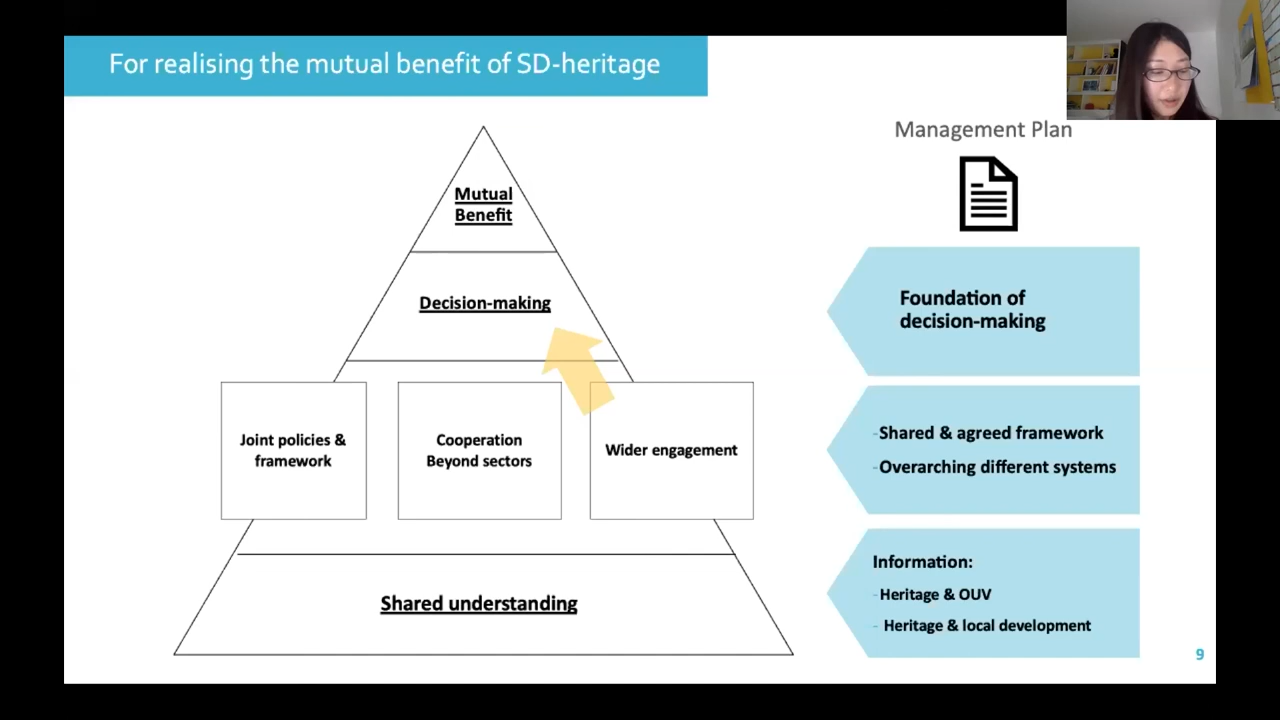 For realising the mutual benefit of SD-heritage
Mutual
Benefit
Decision-making
Joint policies &
framework
Cooperation
Beyond sectors
Wider engagement
Shared understanding
Management Plan
Foundation of
decision-making
-Shared & agreed framework
-Overarching different systems
Information:
-Heritage & OUV
- Heritage & local development
9